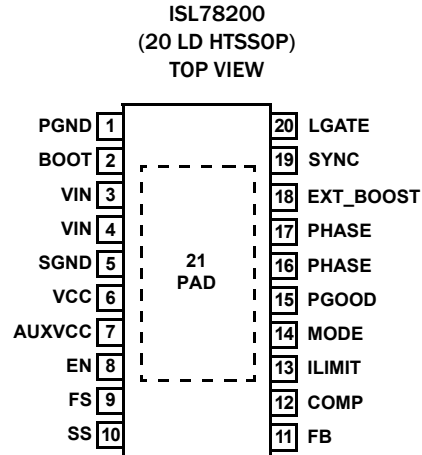 ISL78200
(20 LD HTSSOP)
TOP VIEW
PGND 1 20 LGATE
BOOT 2 19 SYNC
VIN 3 18 EXT_BOOST
VIN 4 17 PHASE
SGND 5 21 PAD 16 PHASE
VCC 6 15 PGOOD
AUXVCC 7 14 MODE
EN 8 13 ILIMIT
FS 9 12 COMP
SS 10 11 FB